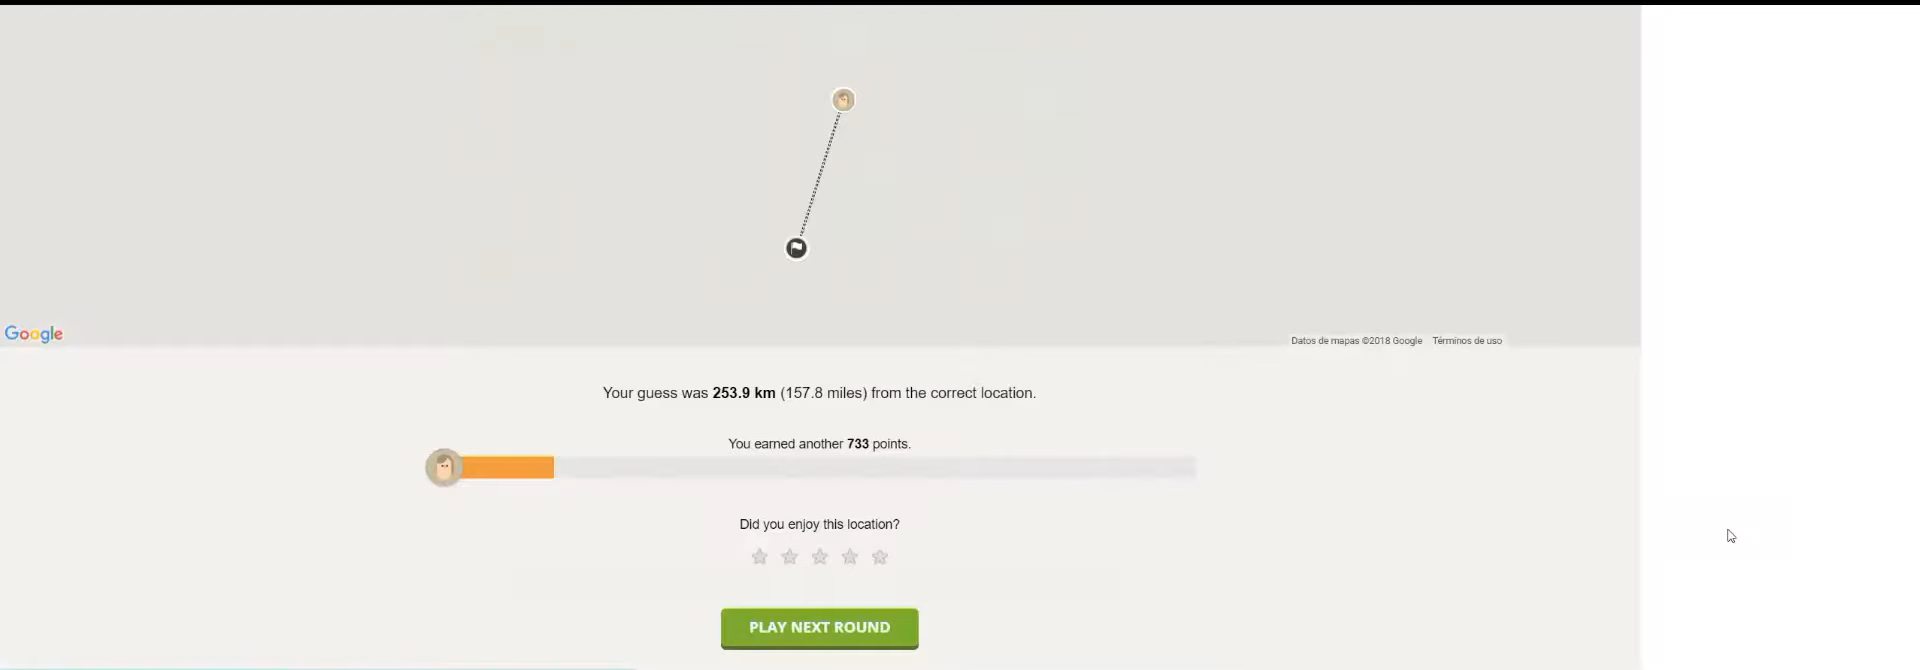 Google
Datos de mapas ©2018 Google Términos de uso
Your guess was 253.9 km (157.8 miles) from the correct location.
You earned another 733 points.
Did you enjoy this location?
PLAY NEXT ROUND